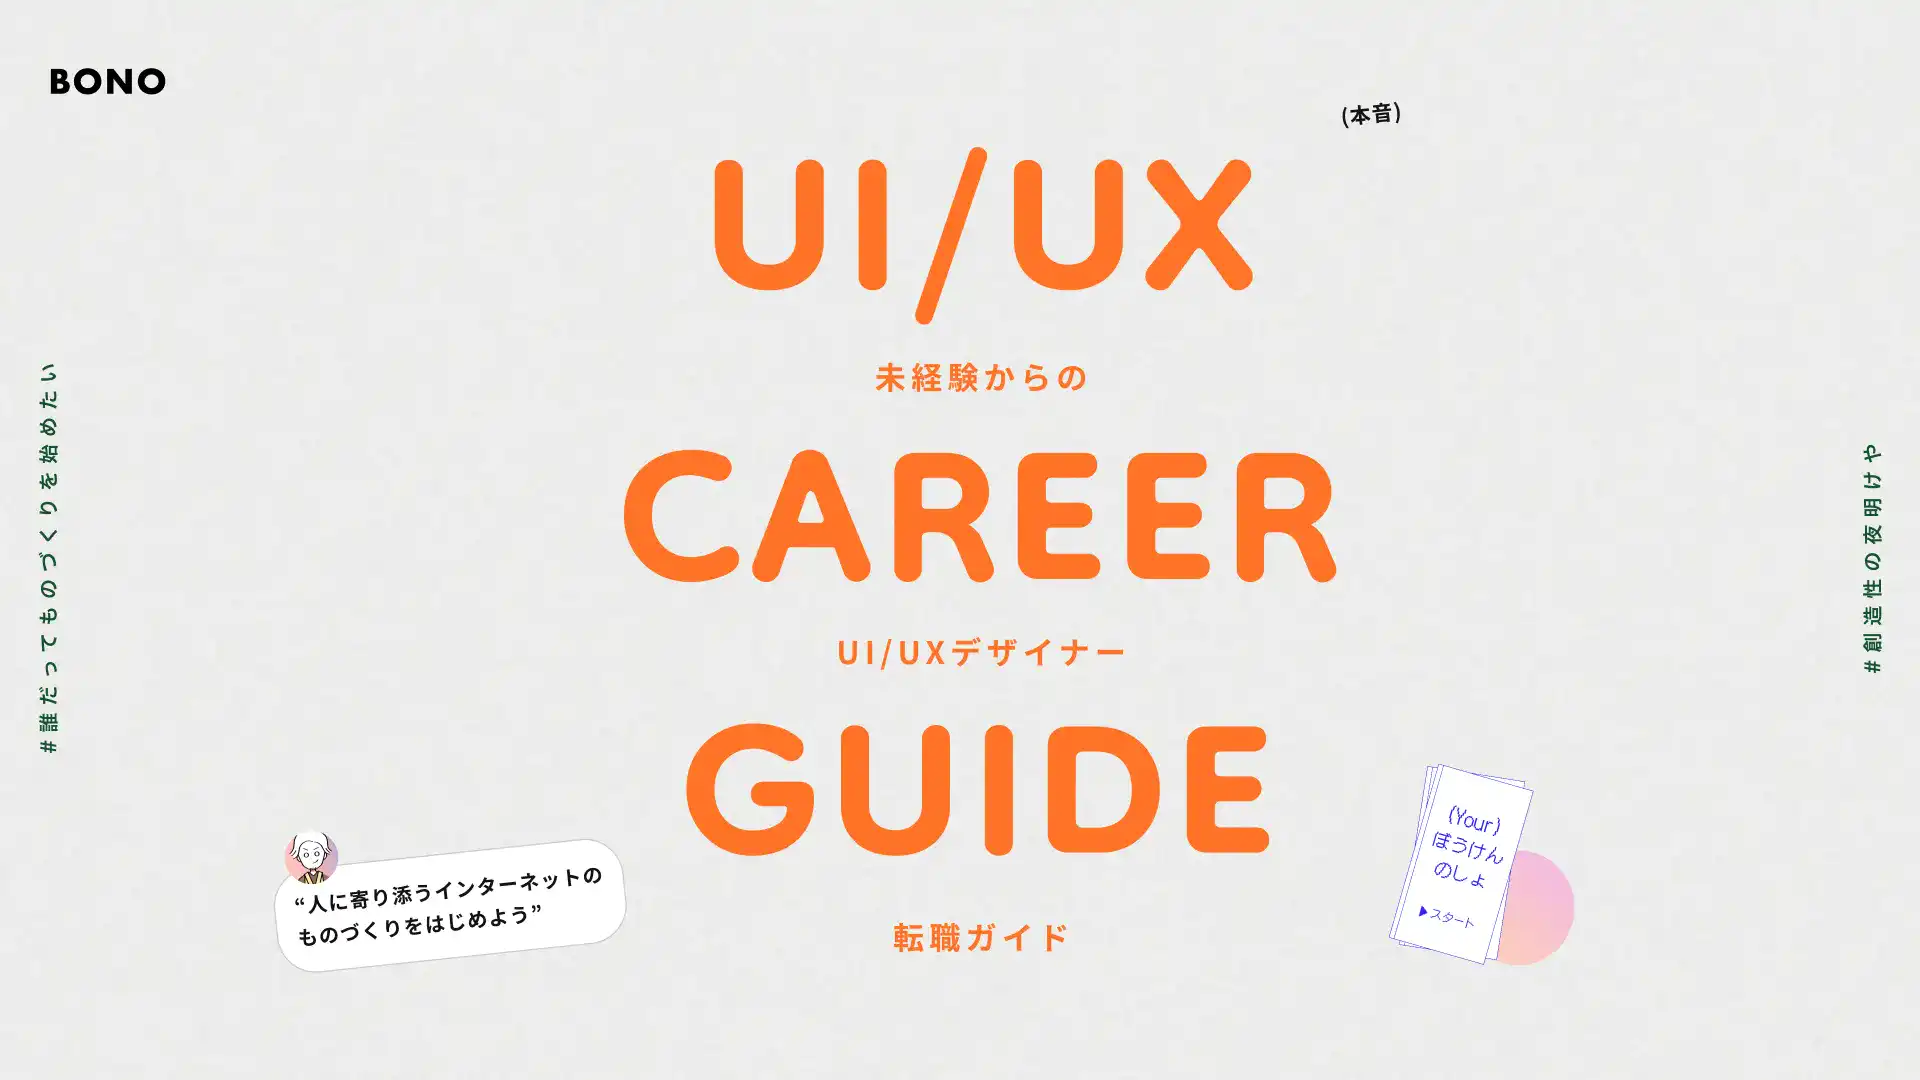 BONO
(本音)
UI/UX
未経験からの
CAREER
UI/UXデザイナー
GUIDE
転職ガイド
#誰だってものづくりを始めたい
#創造性の夜明けや
“人に寄り添うインターネットの
ものづくりをはじめよう”
(Your)
ぼうけん
のしょ
▶スタート